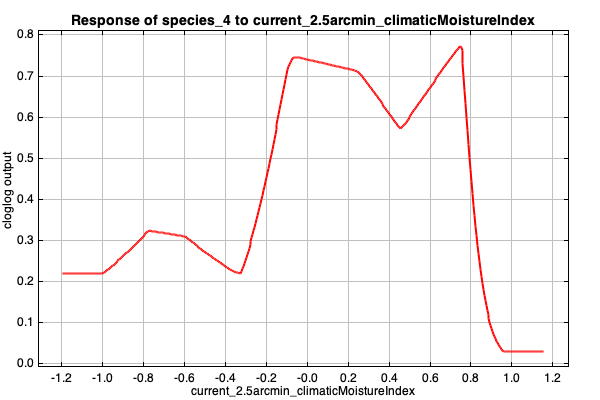 Response of species_4 to current_2.5arcmin_climaticMoistureIndex
cloglog output
0.8
0.7
0.6
0.5
0.4
0.3
0.2
0.1
0.0
-1.2 -1.0 -0.8 -0.6 -0.4 -0.2 -0.0 0.2 0.4 0.6 0.8 1.0 1.2
current_2.5arcmin_climaticMoistureIndex